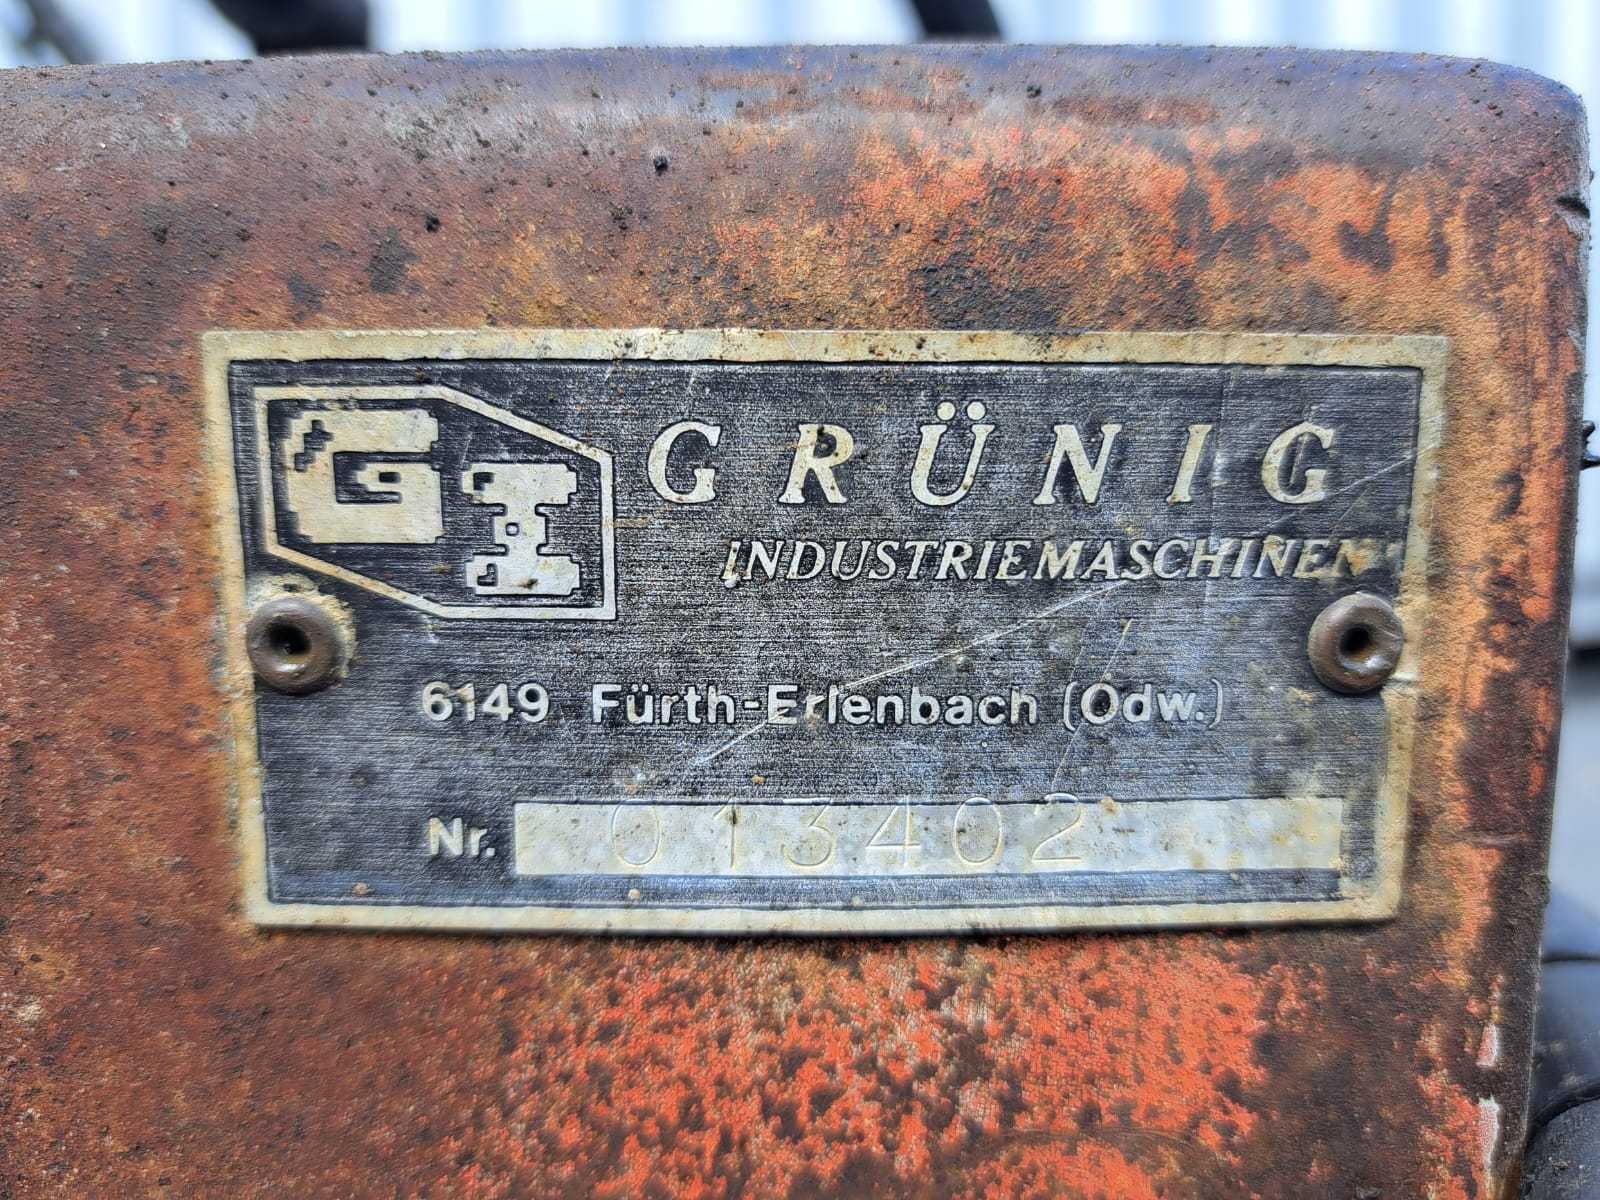 GI
GRÜNIG
INDUSTRIEMASCHINEN
6149 Fürth-Erlenbach (Odw.)
Nr. 013402